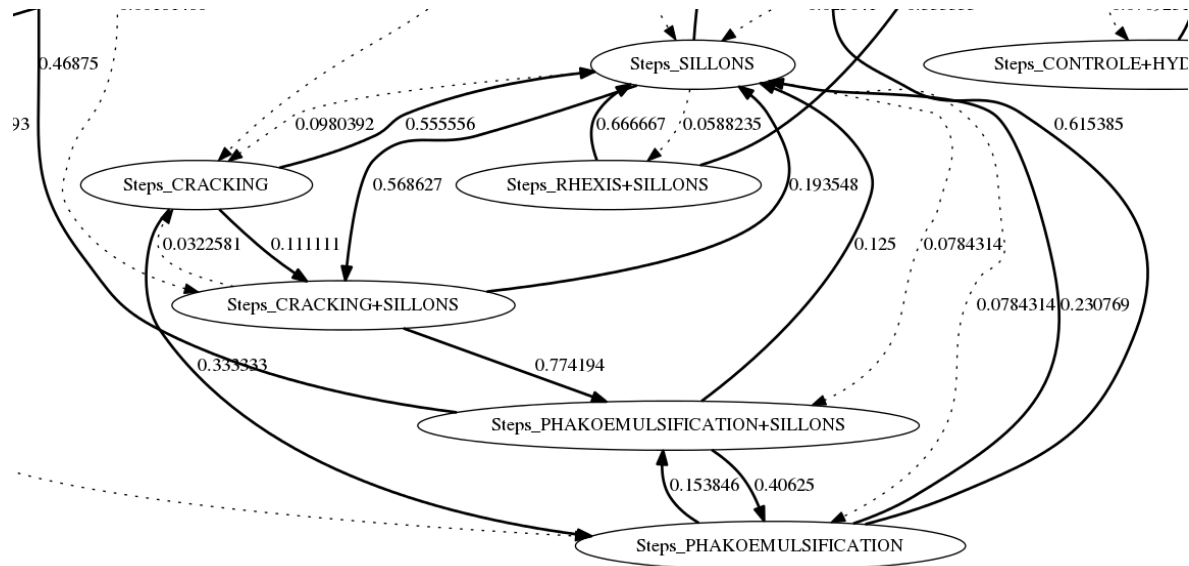 Steps_SILLONS
Steps_CONTROLE+HYD
0.46875
93
0.0980392
0.555556
0.666667
0.0588235
0.615385
Steps_CRACKING
0.568627
Steps_RHEXIS+SILLONS
0.193548
0.0322581
0.111111
0.125
0.0784314
Steps_CRACKING+SILLONS
0.0784314
0.230769
0.333333
0.774194
Steps_PHAKOEMULSIFICATION+SILLONS
0.153846
0.40625
Steps_PHAKOEMULSIFICATION